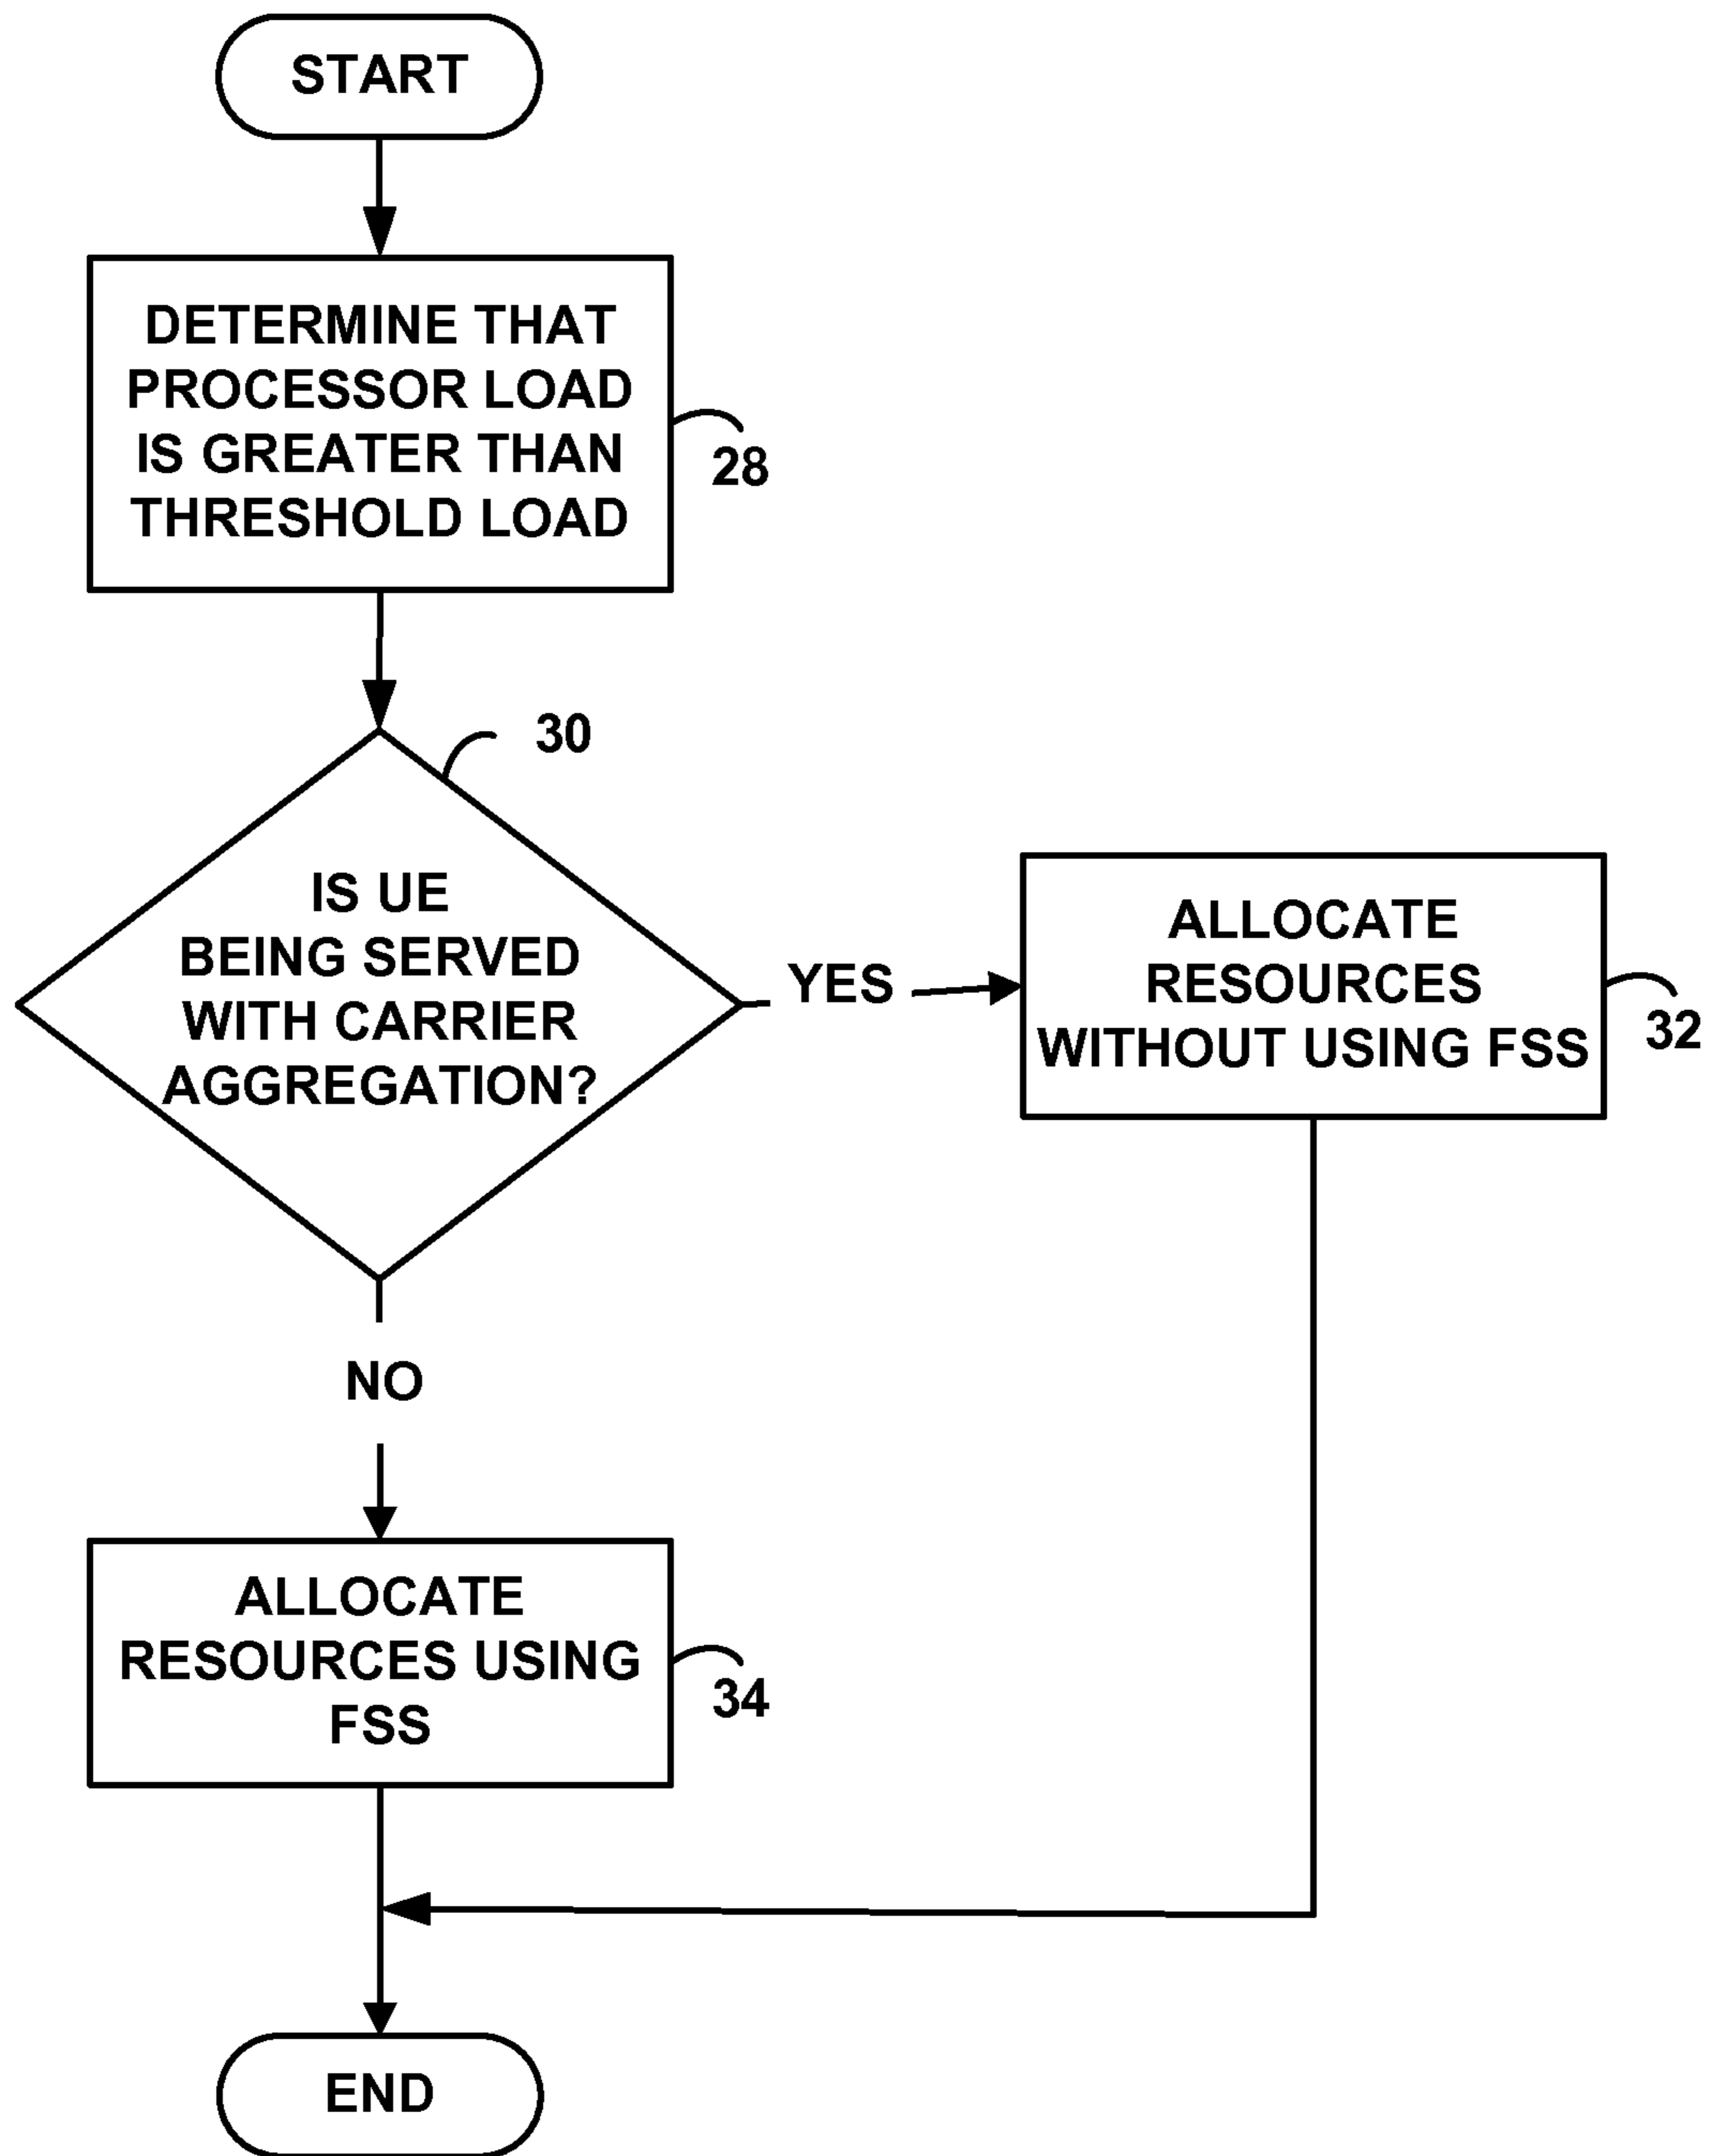 START
DETERMINE THAT
PROCESSOR LOAD
IS GREATER THAN
THRESHOLD LOAD
28
30
IS UE
BEING SERVED
WITH CARRIER
AGGREGATION?
YES
ALLOCATE
RESOURCES
WITHOUT USING FSS
32
NO
ALLOCATE
RESOURCES USING
FSS
34
END